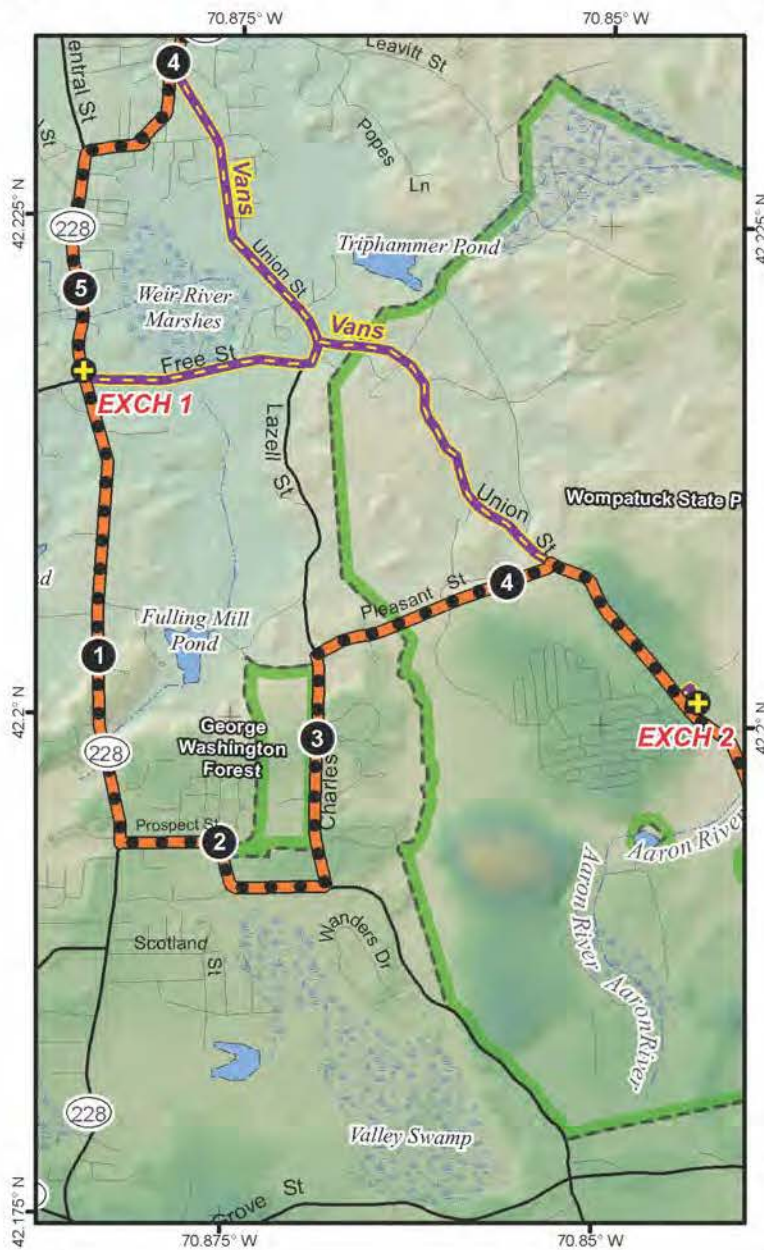 70.875° W
70.85° W
4
entral St
Leavitt St
St
Popes
Ln
Vans
42.225° N
42.225° N
228
Triphammer Pond
Union St
5
Weir River
Marshes
Vans
Free St
EXCH 1
Lazell St
Union St
Wompatuck State P
d
Pleasant St
4
Fulling Mill
Pond
1
42.2° N
42.2° N
George
Washington
Forest
3
EXCH 2
228
Charles
Prospect St
2
Aaron River
Aaron River
Wanders Dr
Scotland
St
Aaron River
228
Valley Swamp
Grove St
42.175° N
70.875° W
70.85° W